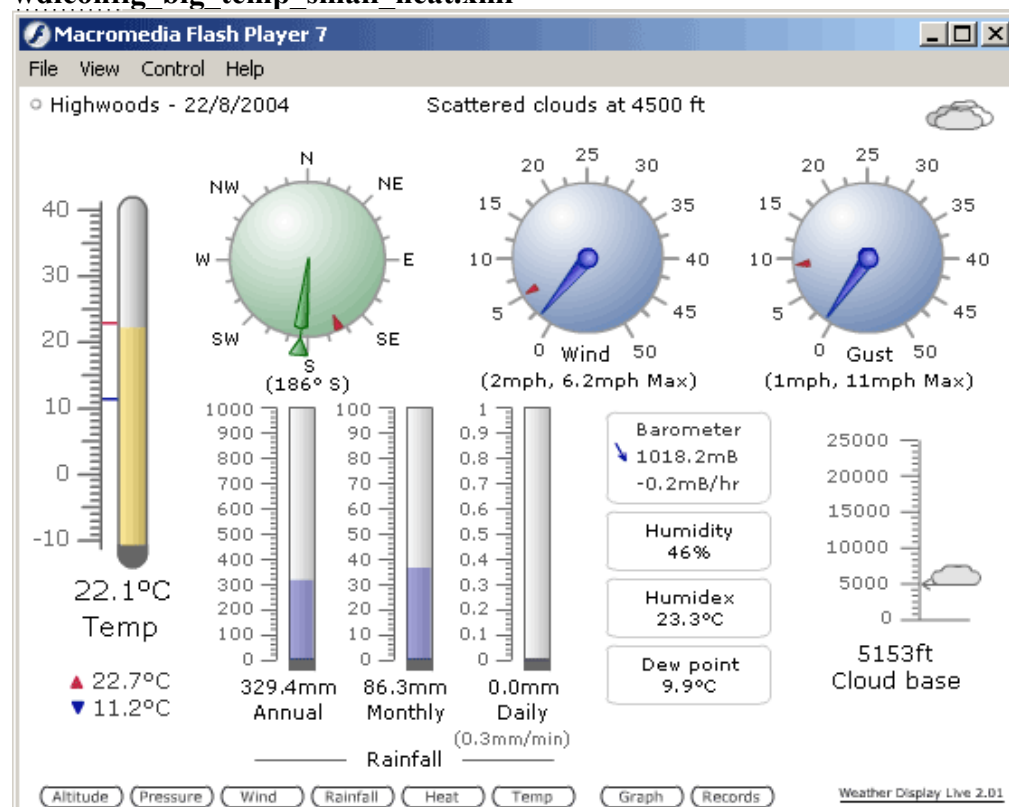 wdlconfig_big_temp_small_heat.xml
Macromedia Flash Player 7
File View Control Help
Highwoods - 22/8/2004
Scattered clouds at 4500 ft
40
30
20
10
0
-10
22.1ºC
Temp
22.7ºC
11.2ºC
N
NE
E
SE
S
SW
W
NW
(186º S)
0
5
10
15
20
25
30
35
40
45
50
Wind
(2mph, 6.2mph Max)
0
5
10
15
20
25
30
35
40
45
50
Gust
(1mph, 11mph Max)
1000
900
800
700
600
500
400
300
200
100
0
329.4mm
Annual
100
90
80
70
60
50
40
30
20
10
0
86.3mm
Monthly
1
0.9
0.8
0.7
0.6
0.5
0.4
0.3
0.2
0.1
0
0.0mm
Daily
(0.3mm/min)
Rainfall
Barometer
1018.2mB
-0.2mB/hr
Humidity
46%
Humidex
23.3ºC
Dew point
9.9ºC
25000
20000
15000
10000
5000
0
5153ft
Cloud base
Altitude Pressure Wind Rainfall Heat Temp Graph Records
Weather Display Live 2.01